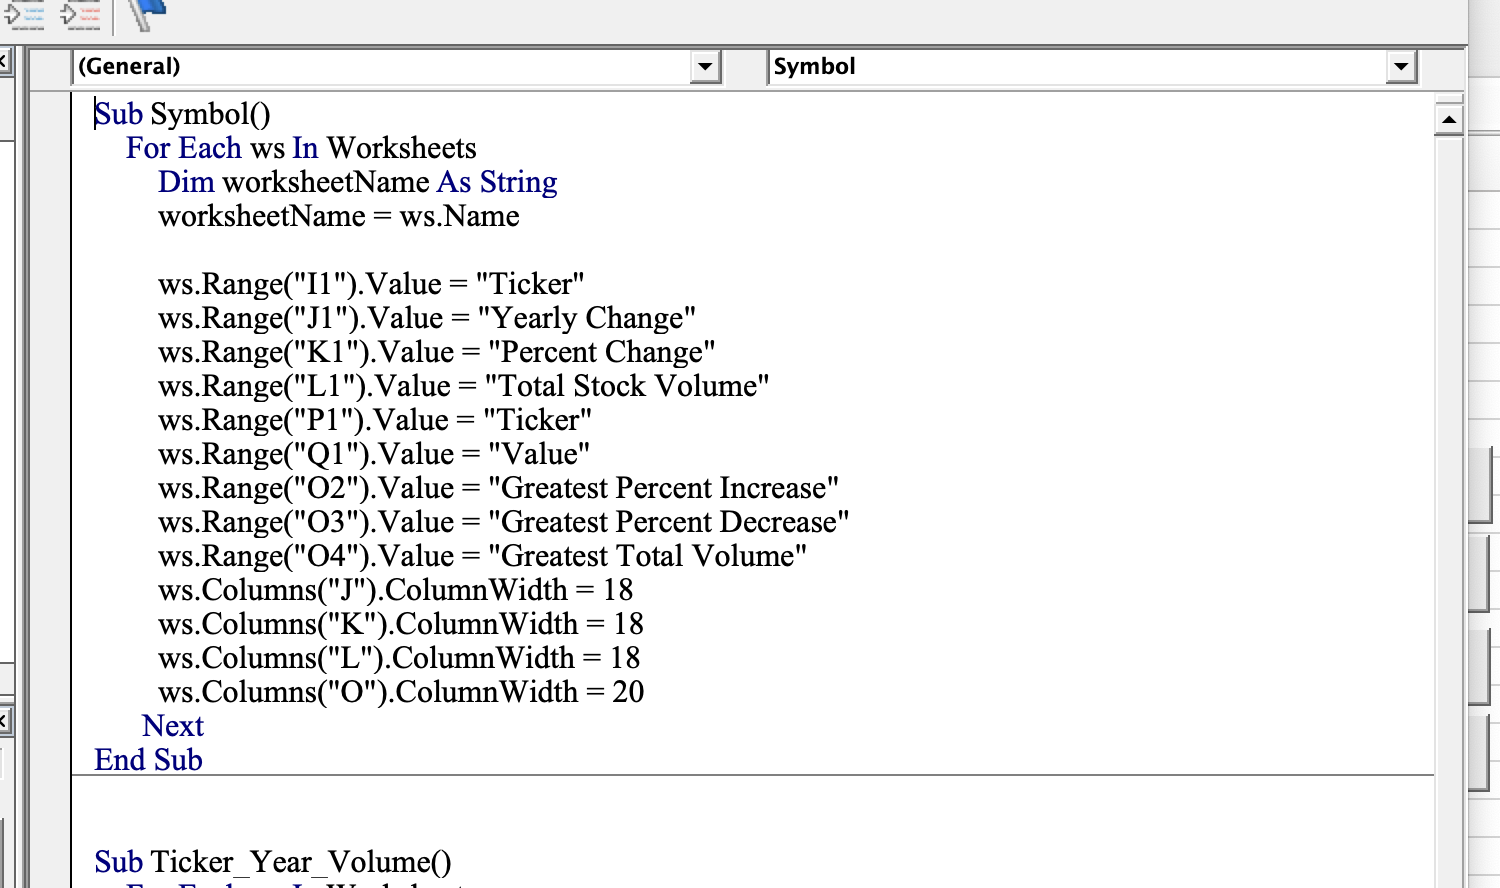 (General)
Symbol
Sub Symbol()
For Each ws In Worksheets
Dim worksheetName As String
worksheetName = ws.Name
ws.Range("I1").Value = "Ticker"
ws.Range("J1").Value = "Yearly Change"
ws.Range("K1").Value = "Percent Change"
ws.Range("L1").Value = "Total Stock Volume"
ws.Range("P1").Value = "Ticker"
ws.Range("Q1").Value = "Value"
ws.Range("O2").Value = "Greatest Percent Increase"
ws.Range("O3").Value = "Greatest Percent Decrease"
ws.Range("O4").Value = "Greatest Total Volume"
ws.Columns("J").ColumnWidth = 18
ws.Columns("K").ColumnWidth = 18
ws.Columns("L").ColumnWidth = 18
ws.Columns("O").ColumnWidth = 20
Next
End Sub
Sub Ticker_Year_Volume()